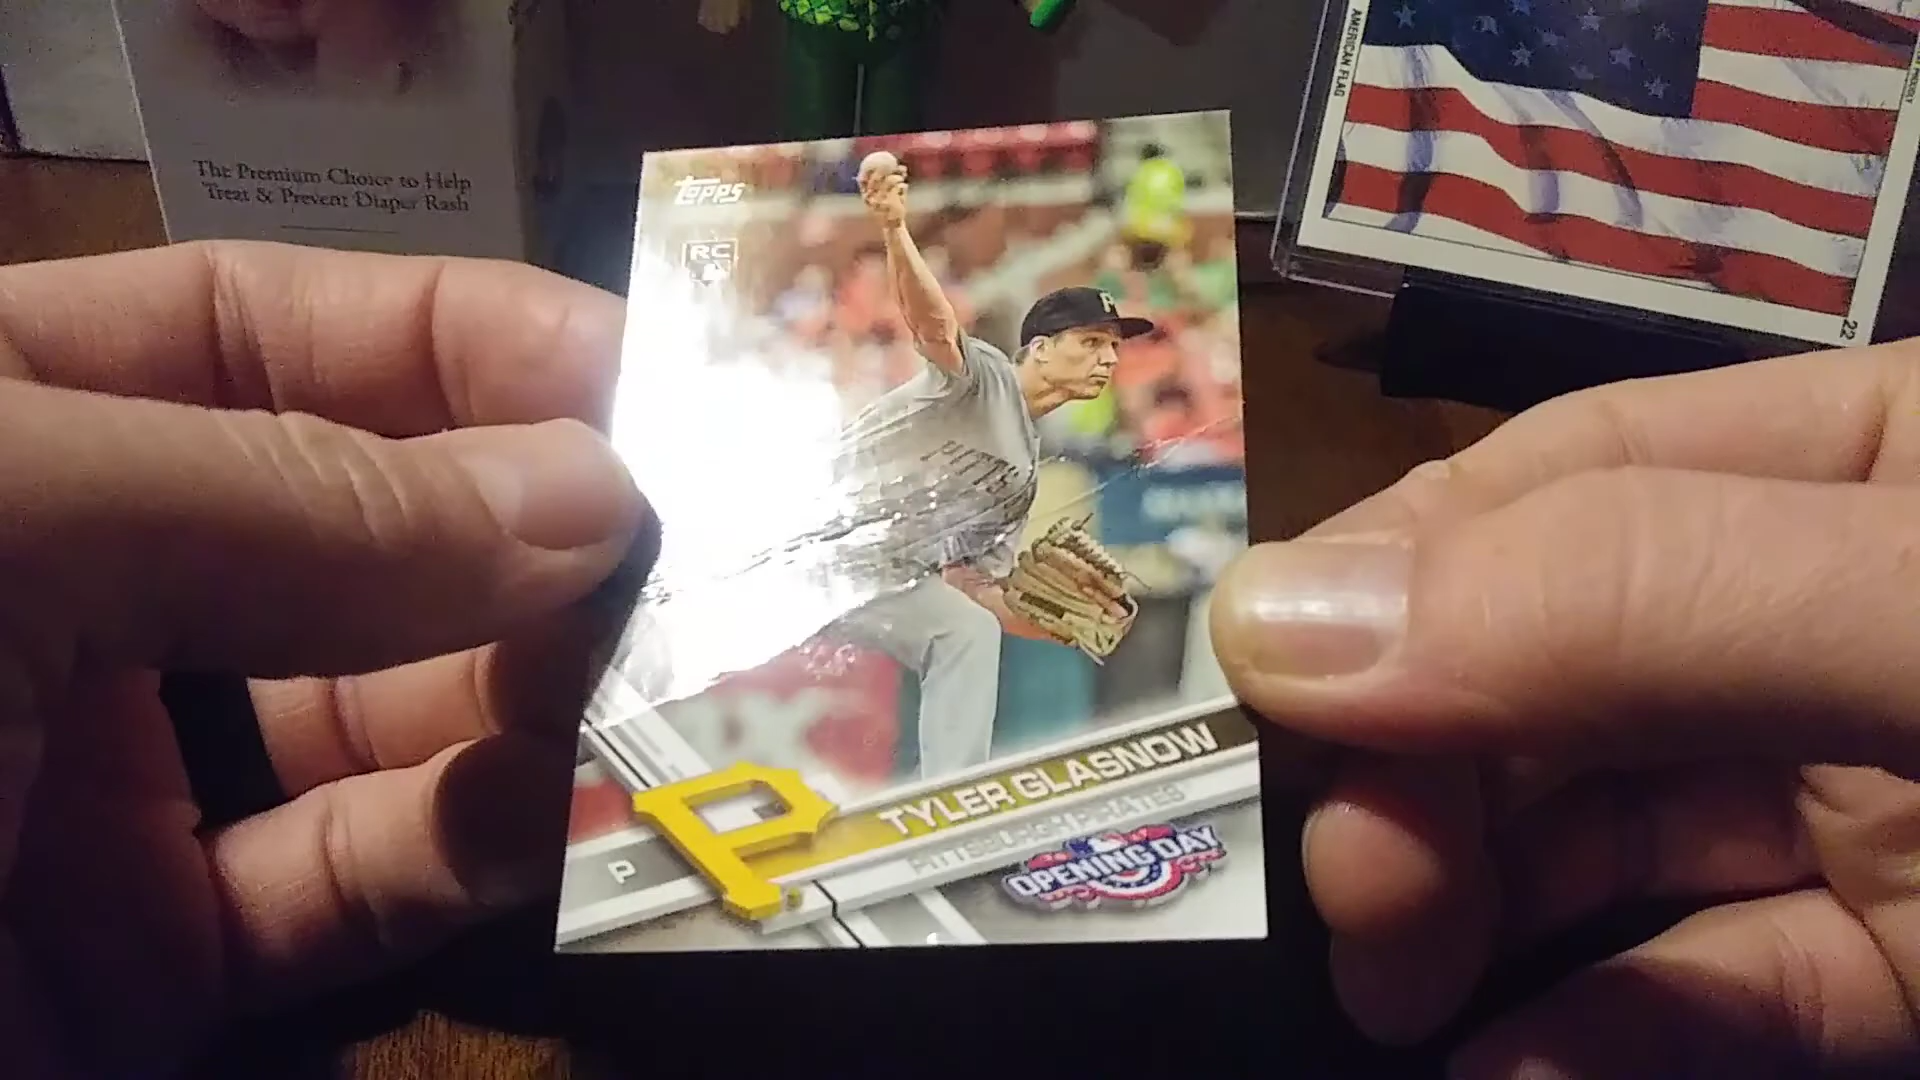 The Premium Choice to Help
Treat & Prevent Diaper Rash
AMERICAN FLAG
22
Topps
RC
P
PITTS
TYLER GLASNOW
PITTSBURGH PIRATES
OPENING DAY
P